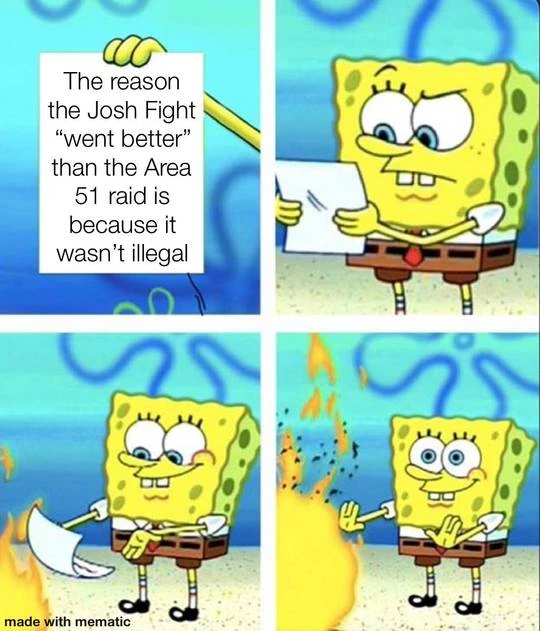 The reason
the Josh Fight
“went better”
than the Area
51 raid is
because it
wasn’t illegal
made with mematic